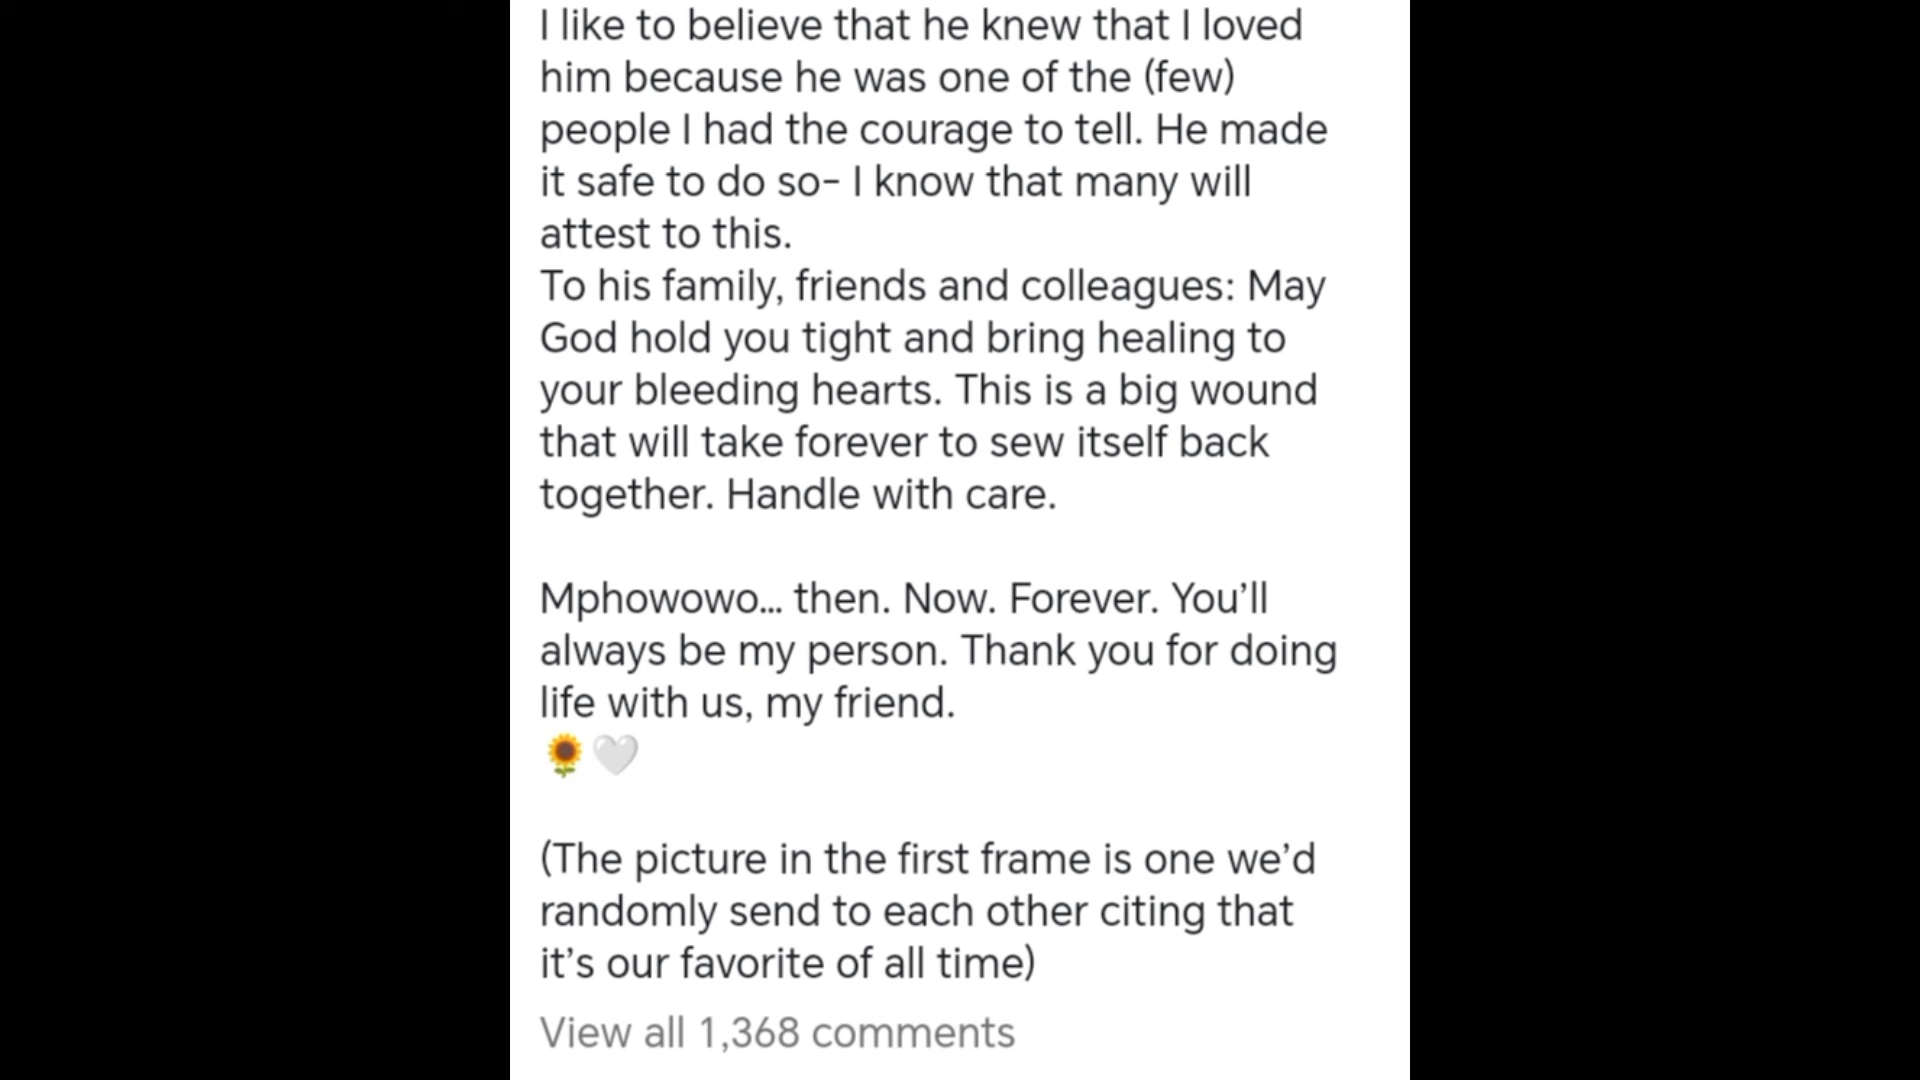 I like to believe that he knew that I loved
him because he was one of the (few)
people I had the courage to tell. He made
it safe to do so- I know that many will
attest to this.
To his family, friends and colleagues: May
God hold you tight and bring healing to
your bleeding hearts. This is a big wound
that will take forever to sew itself back
together. Handle with care.
Mphowowo... then. Now. Forever. You’ll
always be my person. Thank you for doing
life with us, my friend.
🌻🤍
(The picture in the first frame is one we’d
randomly send to each other citing that
it’s our favorite of all time)
View all 1,368 comments